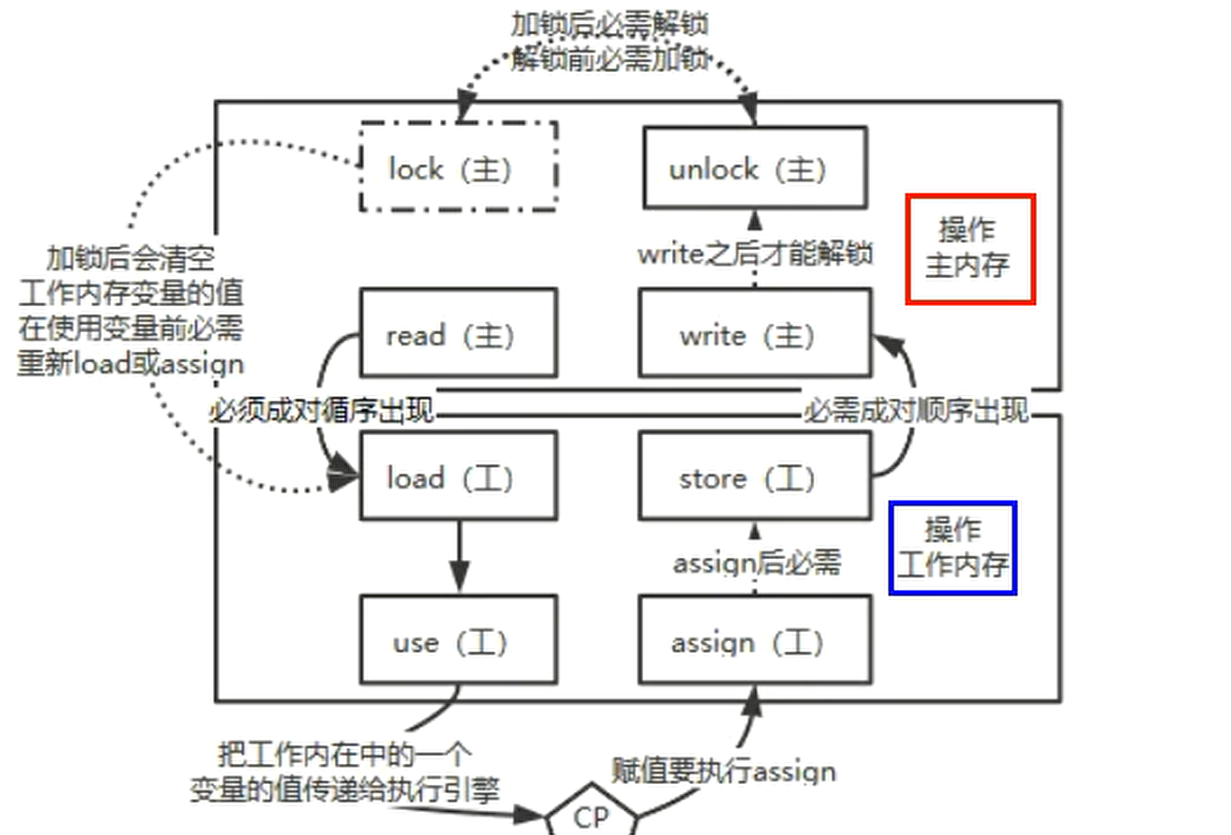 加锁后必需解锁
解锁前必需加锁
lock（主）
unlock（主）
操作
主内存
write之后才能解锁
加锁后会清空
工作内存变量的值
在使用变量前必需
重新load或assign
read（主）
write（主）
必须成对循序出现
必需成对顺序出现
load（工）
store（工）
操作
工作内存
assign后必需
use（工）
assign（工）
把工作内在中的一个
变量的值传递给执行引擎
赋值要执行assign
CP